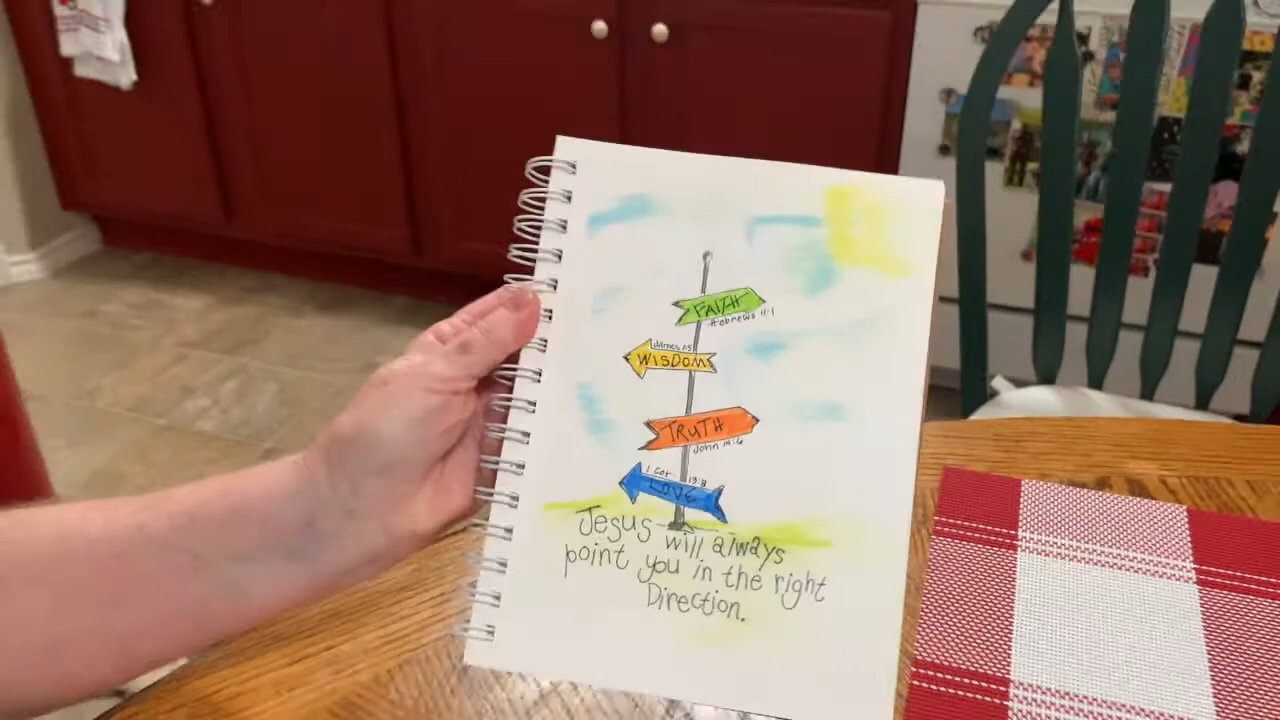 FAITH
Hebrews 11:1
James 1:5
WISDOM
TRUTH
John 14:6
1 Cor 13:8
LOVE
Jesus will always
point you in the right
Direction.